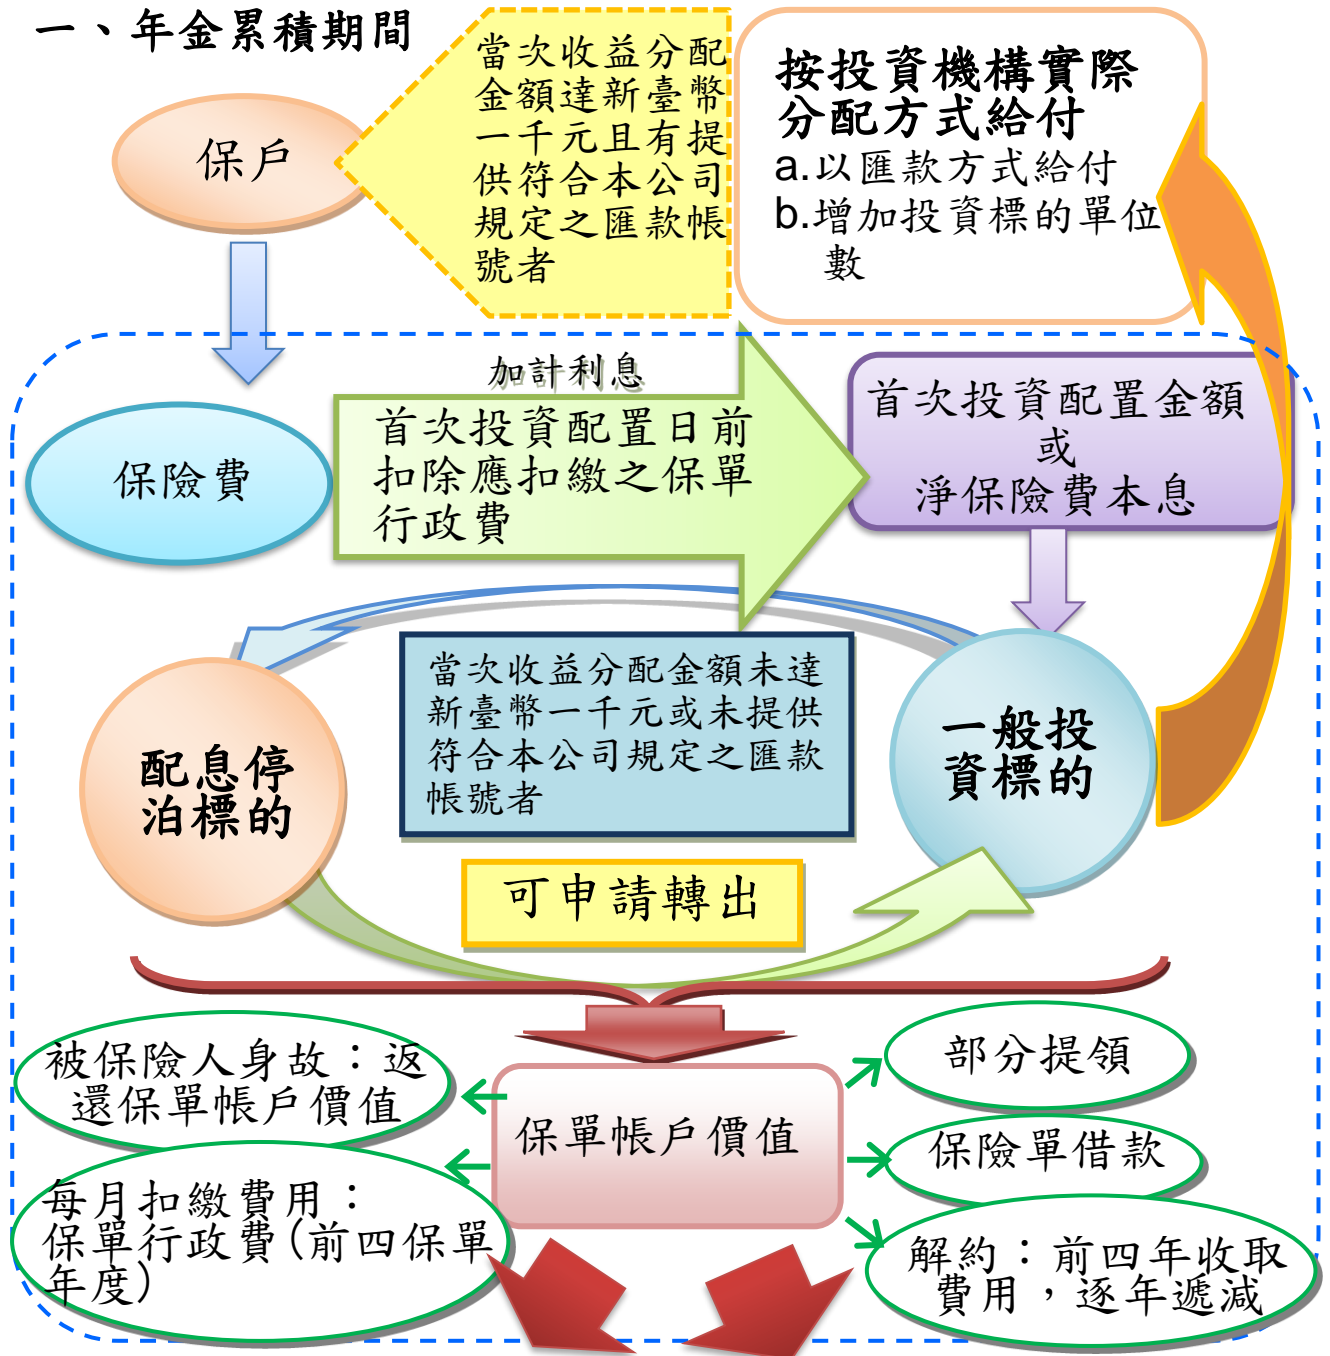 一、年金累積期間
保戶
當次收益分配
金額達新臺幣
一千元且有提
供符合本公司
規定之匯款帳
號者
按投資機構實際
分配方式給付
a.以匯款方式給付
b.增加投資標的單位
數
保險費
加計利息
首次投資配置日前
扣除應扣繳之保單
行政費
首次投資配置金額
或
淨保險費本息
配息停
泊標的
當次收益分配金額未達
新臺幣一千元或未提供
符合本公司規定之匯款
帳號者
一般投
資標的
可申請轉出
被保險人身故：返
還保單帳戶價值
每月扣繳費用：
保單行政費(前四保單
年度)
保單帳戶價值
部分提領
保險單借款
解約：前四年收取
費用，逐年遞減